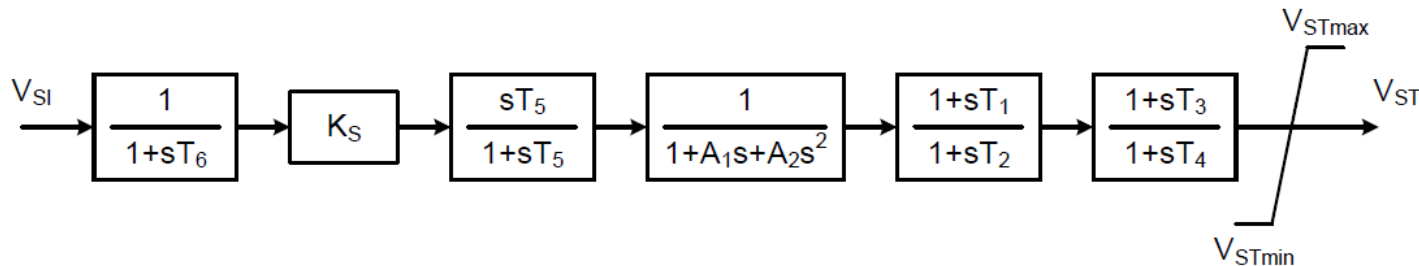 V_STmax
V_SI
1
1+sT_6
K_S
sT_5
1+sT_5
1
1+A_1s+A_2s^2
1+sT_1
1+sT_2
1+sT_3
1+sT_4
V_ST
V_STmin